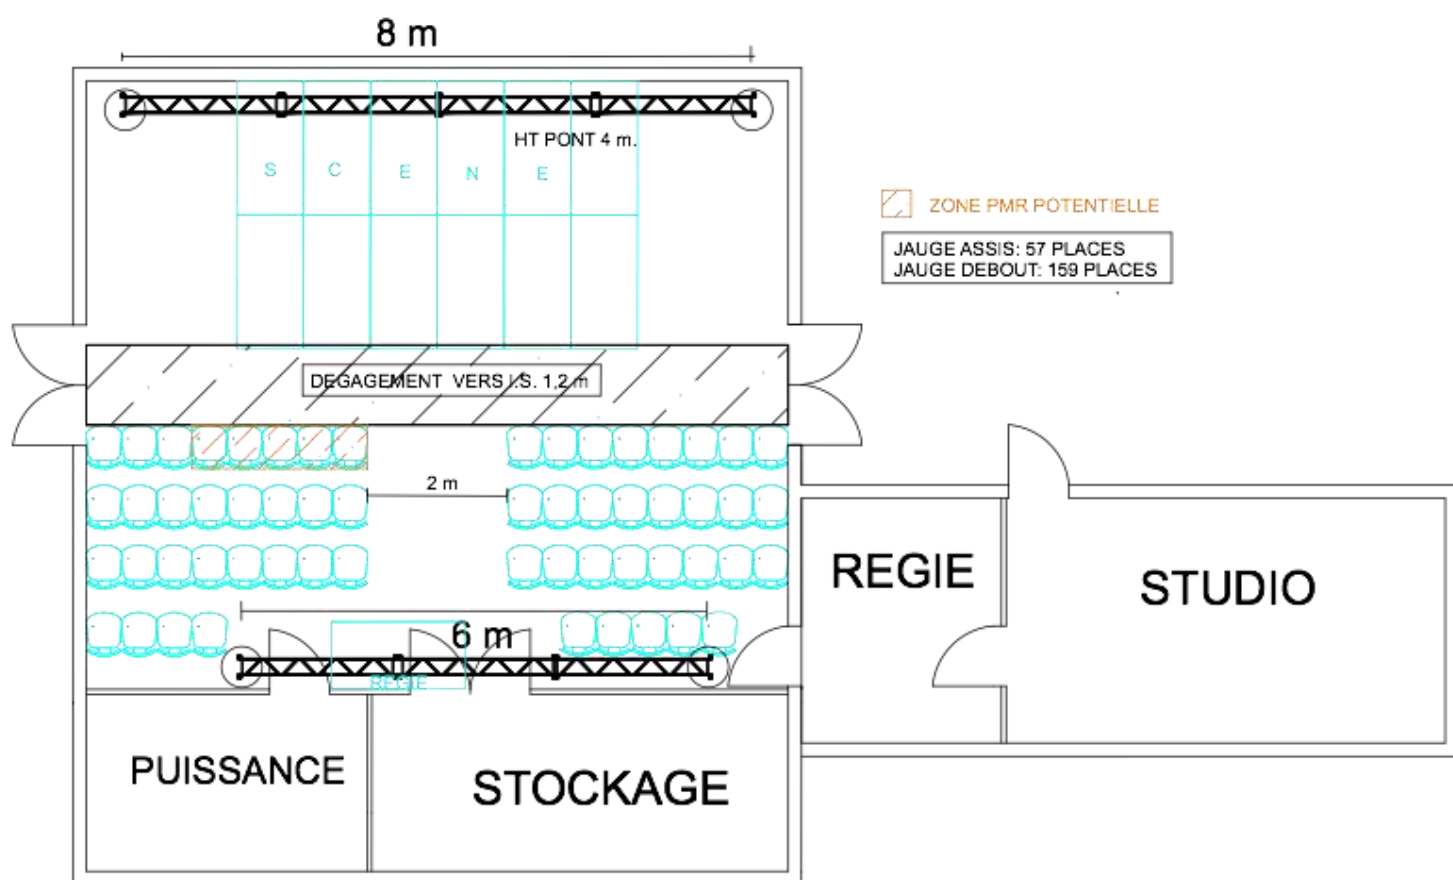 8 m
HT PONT 4 m.
S C E N E
ZONE PMR POTENTIELLE
JAUGE ASSIS: 57 PLACES
JAUGE DEBOUT: 159 PLACES
DEGAGEMENT VERS I.S. 1,2 m
2 m
REGIE
STUDIO
6 m
REGIE
PUISSANCE
STOCKAGE